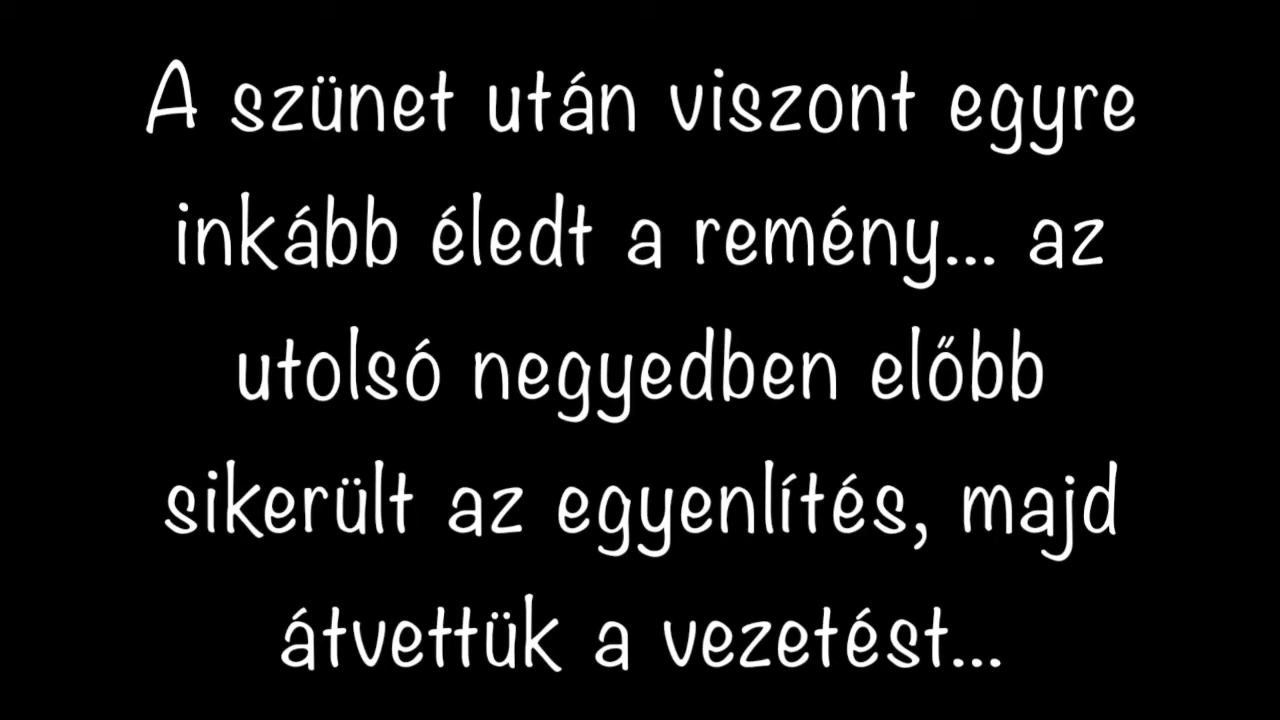 A szünet után viszont egyre
inkább éledt a remény... az
utolsó negyedben előbb
sikerült az egyenlítés, majd
átvettük a vezetést...